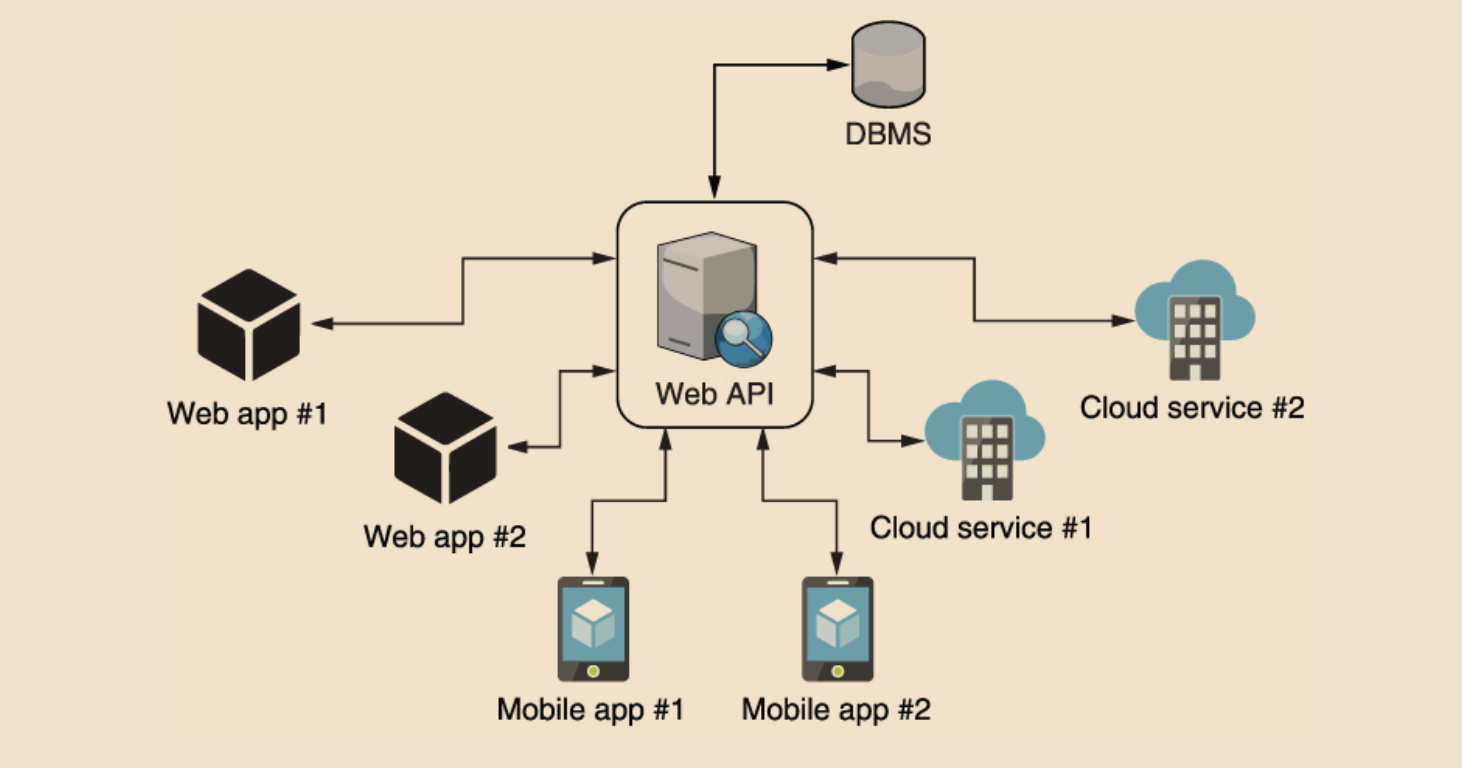 DBMS
Web API
Web app #1
Cloud service #2
Web app #2
Cloud service #1
Mobile app #1
Mobile app #2